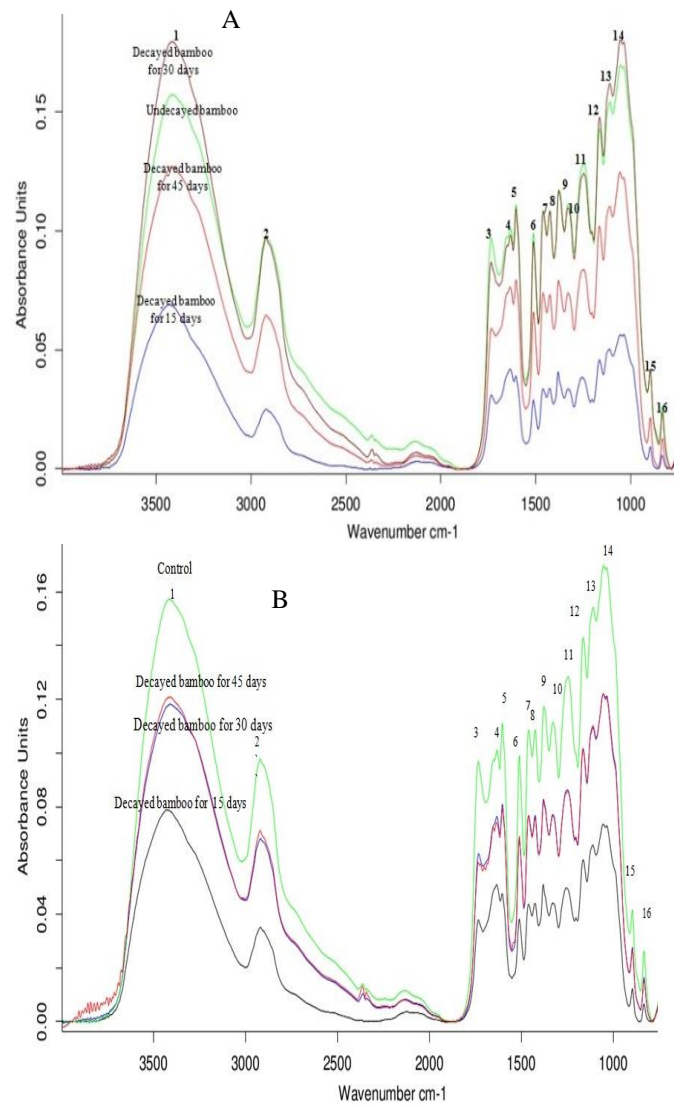 A
1
Decayed bamboo
for 30 days
14
13
Undecayed bamboo
12
Decayed bamboo
for 45 days
11
5
9
7 8
10
2
3
4
6
Decayed bamboo
for 15 days
15
16
0.15
0.10
0.05
0.00
Absorbance Units
3500 3000 2500 2000 1500 1000
Wavenumber cm-1
B
Control
1
14
13
12
11
Decayed bamboo for 45 days
Decayed bamboo for 30 days
2
3
4
5
6
7
8
9
10
Decayed bamboo for 15 days
15
16
0.16
0.12
0.08
0.04
0.00
Absorbance Units
3500 3000 2500 2000 1500 1000
Wavenumber cm-1